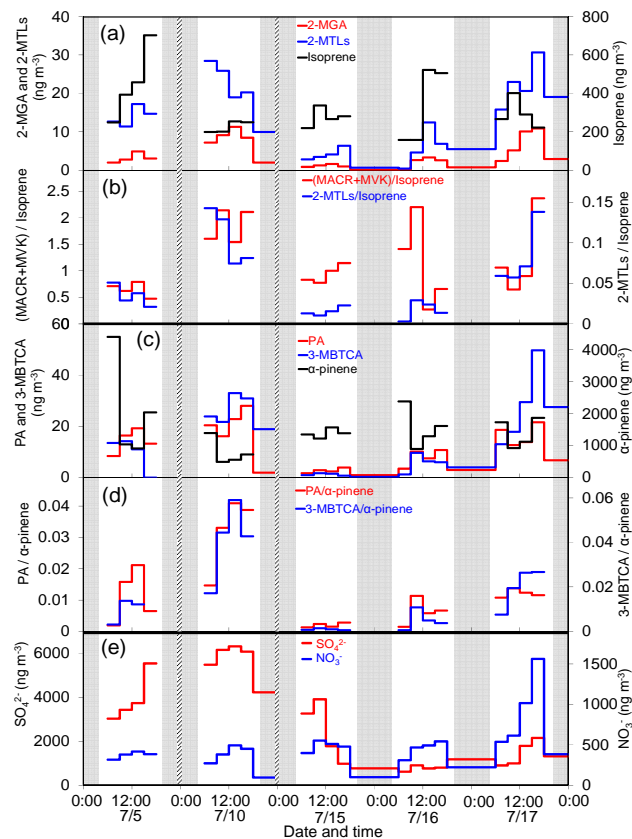 40 (a) 2-MGA 800
2-MTLs
Isoprene
30 600
20 400
10 200
0 0
2-MGA and 2-MTLs
(ng m⁻³)
Isoprene (ng m⁻³)
(b) (MACR+MVK)/Isoprene
2-MTLs/Isoprene
2.5 0.15
2
1.5 0.1
1 0.05
0.5
0 0
(MACR+MVK) / Isoprene
2-MTLs / Isoprene
60 (c) PA
3-MBTCA
α-pinene
4000
40 3000
20 2000
1000
0 0
PA and 3-MBTCA
(ng m⁻³)
α-pinene (ng m⁻³)
(d) PA/α-pinene
3-MBTCA/α-pinene
0.04 0.06
0.03 0.04
0.02
0.01 0.02
0 0
PA / α-pinene
3-MBTCA / α-pinene
(e) SO₄²⁻
NO₃⁻
6000 1500
4000 1000
2000 500
0 0
SO₄²⁻ (ng m⁻³)
NO₃⁻ (ng m⁻³)
0:00 12:00 0:00 12:00 0:00 12:00 0:00 12:00 0:00 12:00 0:00
7/5 7/10 7/15 7/16 7/17
Date and time